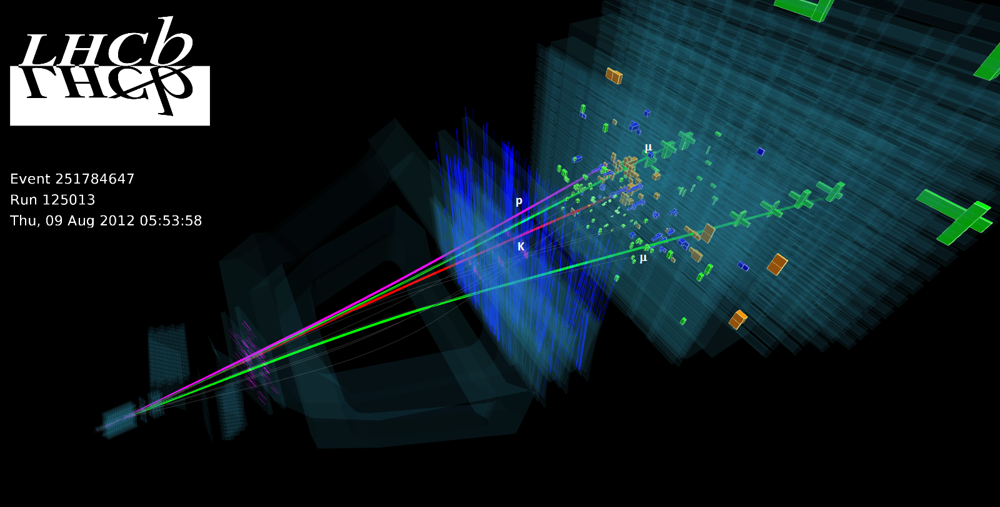 LHCb
Event 251784647
Run 125013
Thu, 09 Aug 2012 05:53:58
μ
p
K
μ